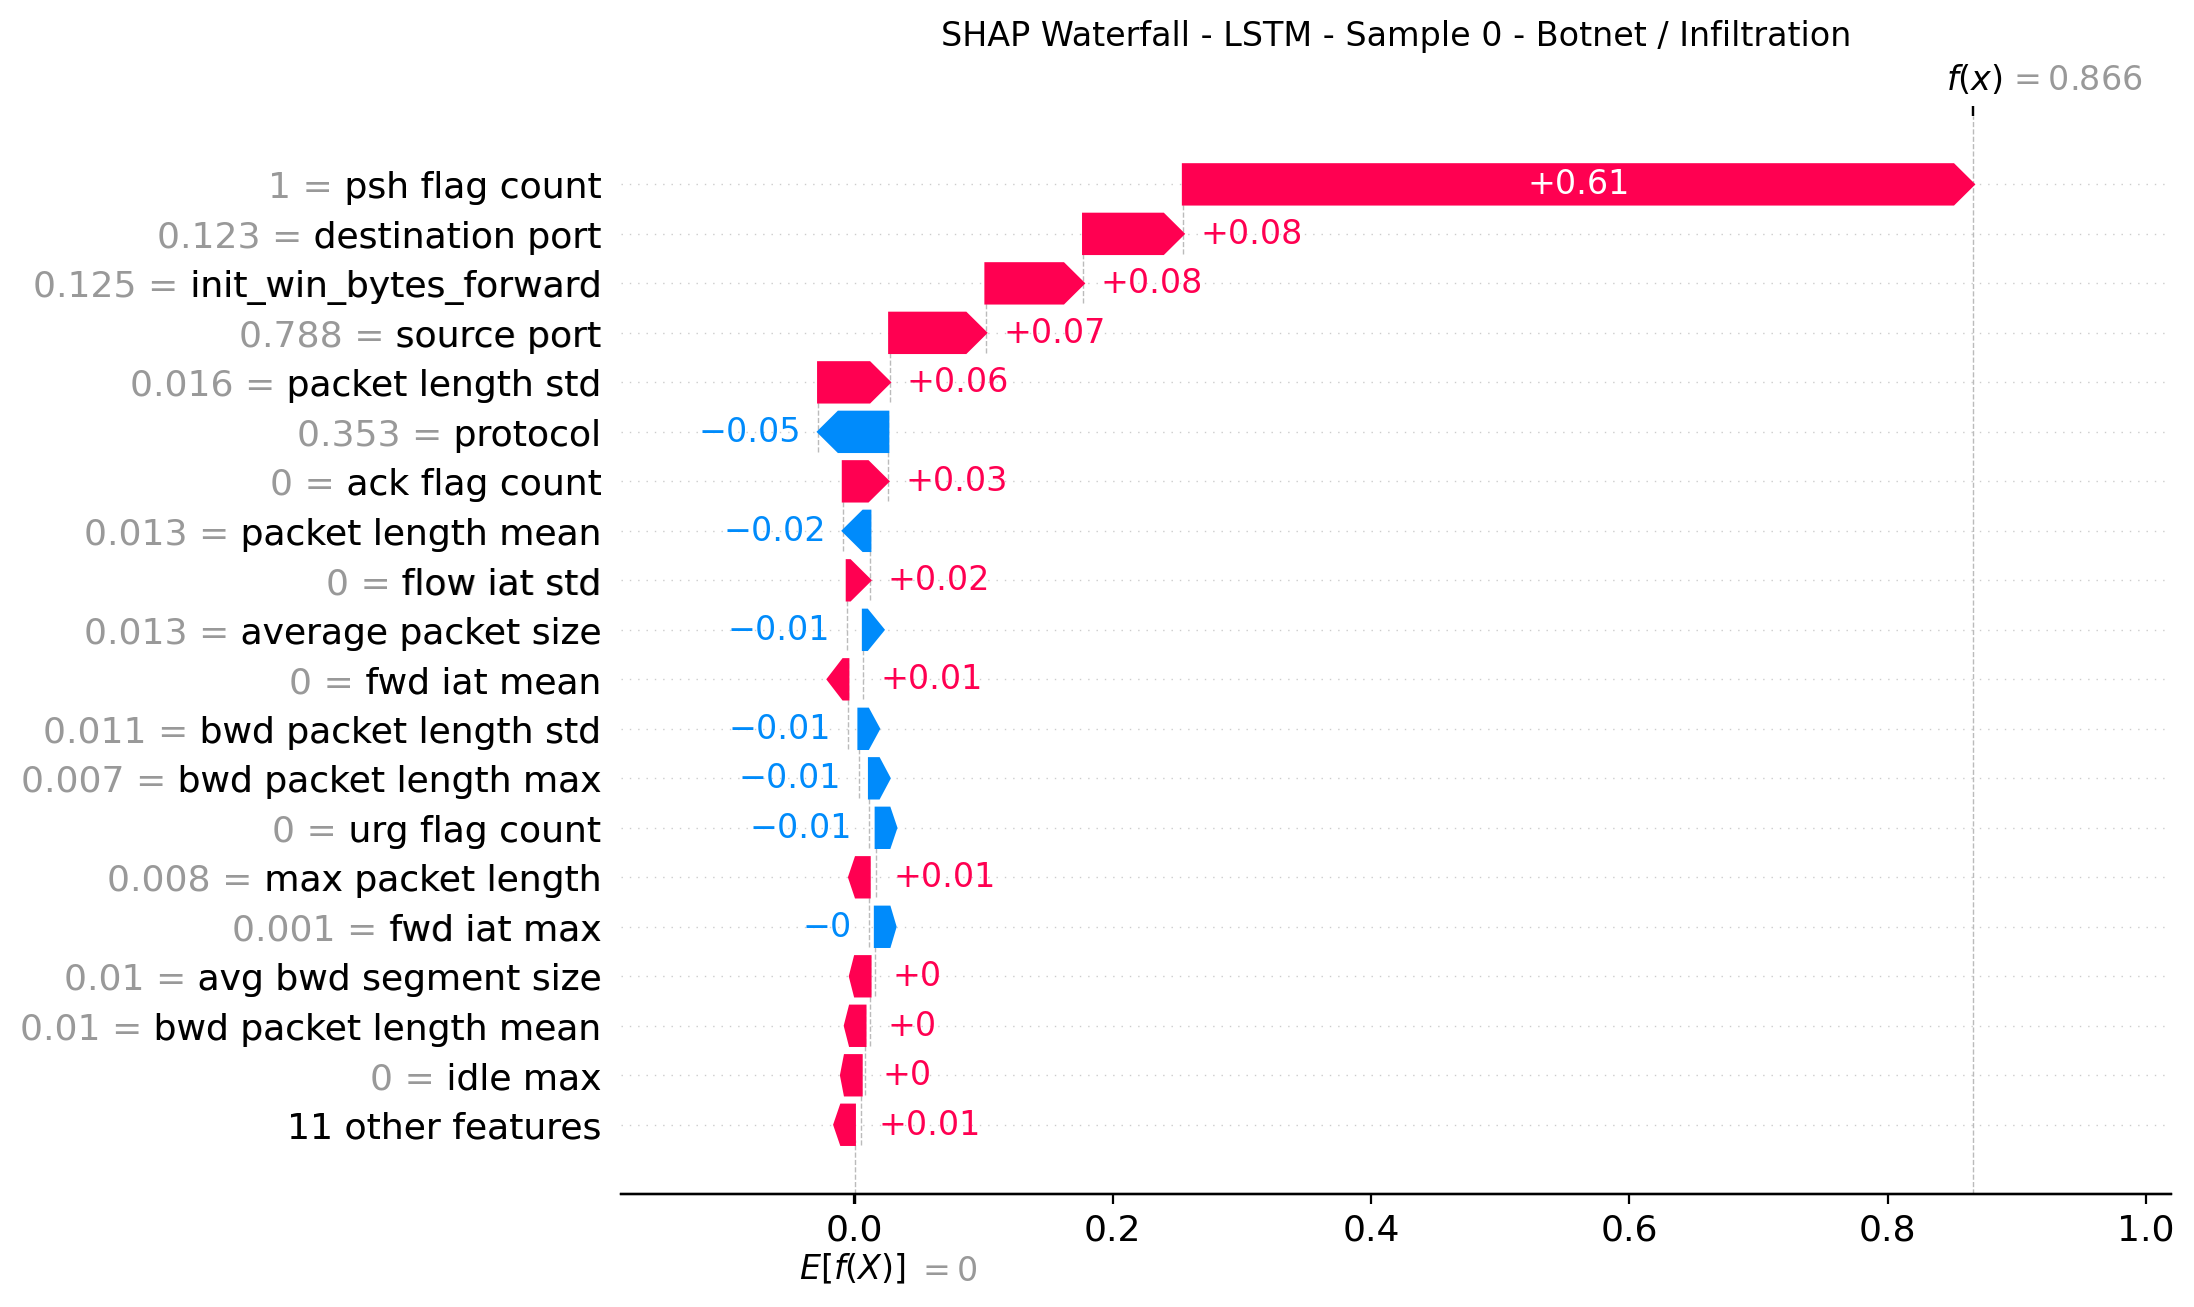 SHAP Waterfall - LSTM - Sample 0 - Botnet / Infiltration
f(x) = 0.866
1 = psh flag count +0.61
0.123 = destination port +0.08
0.125 = init_win_bytes_forward +0.08
0.788 = source port +0.07
0.016 = packet length std +0.06
0.353 = protocol −0.05
0 = ack flag count +0.03
0.013 = packet length mean −0.02
0 = flow iat std +0.02
0.013 = average packet size −0.01
0 = fwd iat mean +0.01
0.011 = bwd packet length std −0.01
0.007 = bwd packet length max −0.01
0 = urg flag count −0.01
0.008 = max packet length +0.01
0.001 = fwd iat max −0
0.01 = avg bwd segment size +0
0.01 = bwd packet length mean +0
0 = idle max +0
11 other features +0.01
0.0 0.2 0.4 0.6 0.8 1.0
E[f(X)] = 0